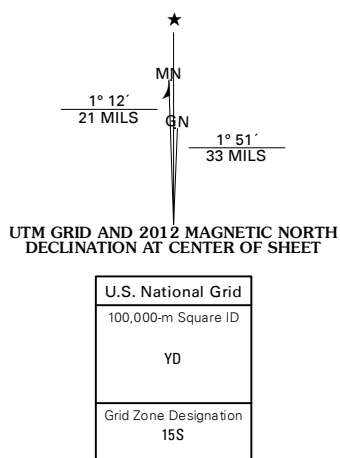 MN
1° 12´
21 MILS
GN
1° 51´
33 MILS
UTM GRID AND 2012 MAGNETIC NORTH
DECLINATION AT CENTER OF SHEET
U.S. National Grid
100,000-m Square ID
YD
Grid Zone Designation
15S